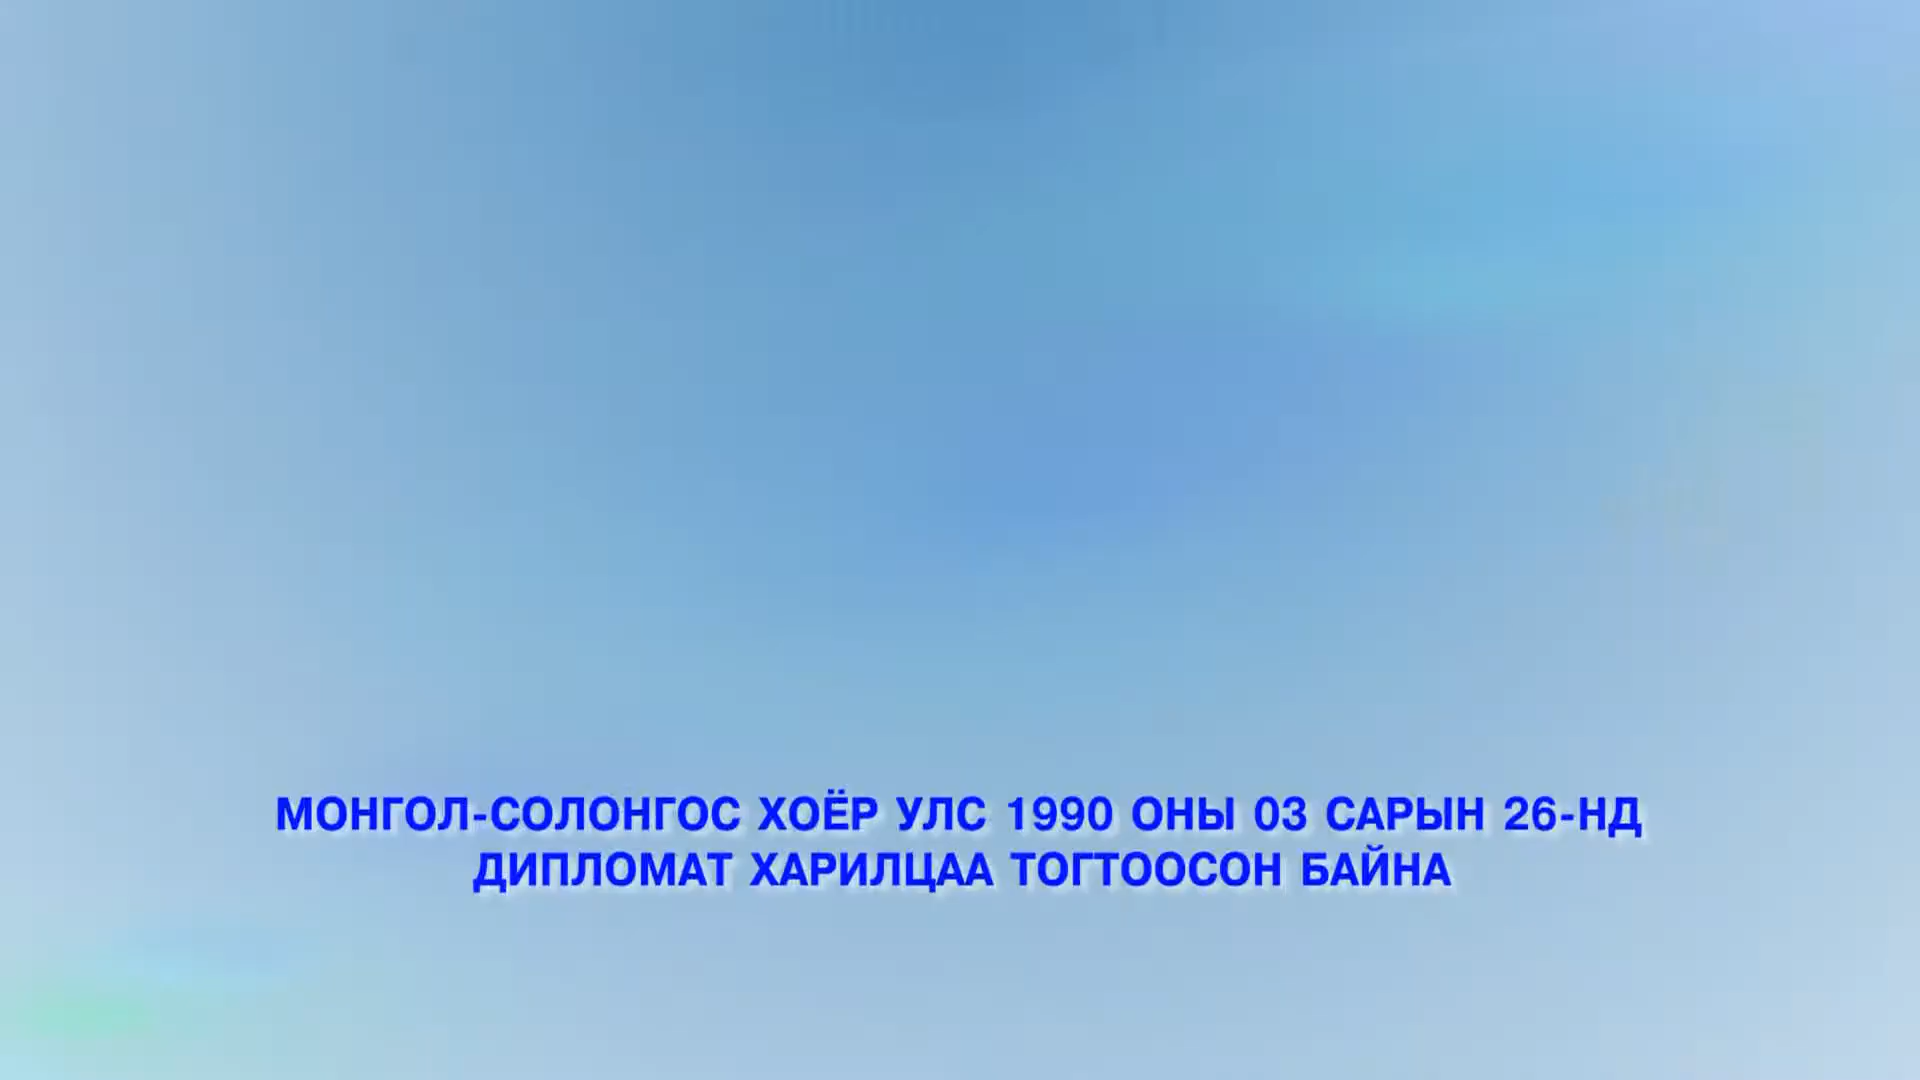 МОНГОЛ-СОЛОНГОС ХОЁР УЛС 1990 ОНЫ 03 САРЫН 26-НД
ДИПЛОМАТ ХАРИЛЦАА ТОГТООСОН БАЙНА